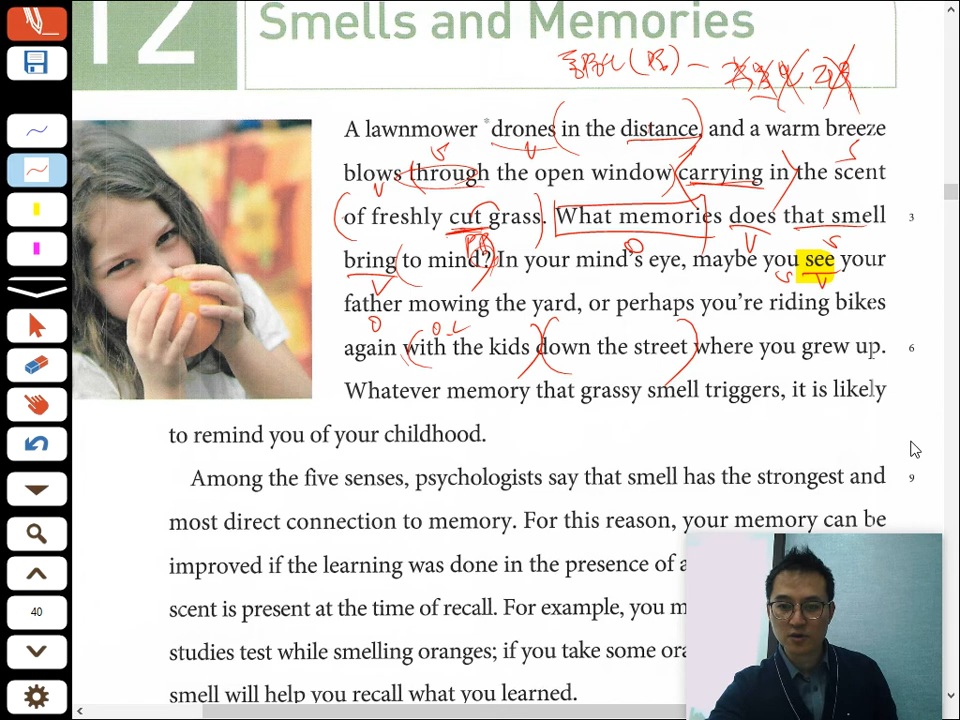 12
Smells and Memories
A lawnmower *drones in the distance, and a warm breeze
blows through the open window, carrying in the scent
of freshly cut grass. What memories does that smell
3
bring to mind? In your mind's eye, maybe you see your
father mowing the yard, or perhaps you're riding bikes
again with the kids down the street where you grew up.
6
Whatever memory that grassy smell triggers, it is likely
to remind you of your childhood.
Among the five senses, psychologists say that smell has the strongest and
9
most direct connection to memory. For this reason, your memory can be
improved if the learning was done in the presence of a
scent is present at the time of recall. For example, you m
studies test while smelling oranges; if you take some ora
smell will help you recall what you learned.
40
S
V
S
V
O
V
S
V
S
V
O
O.C